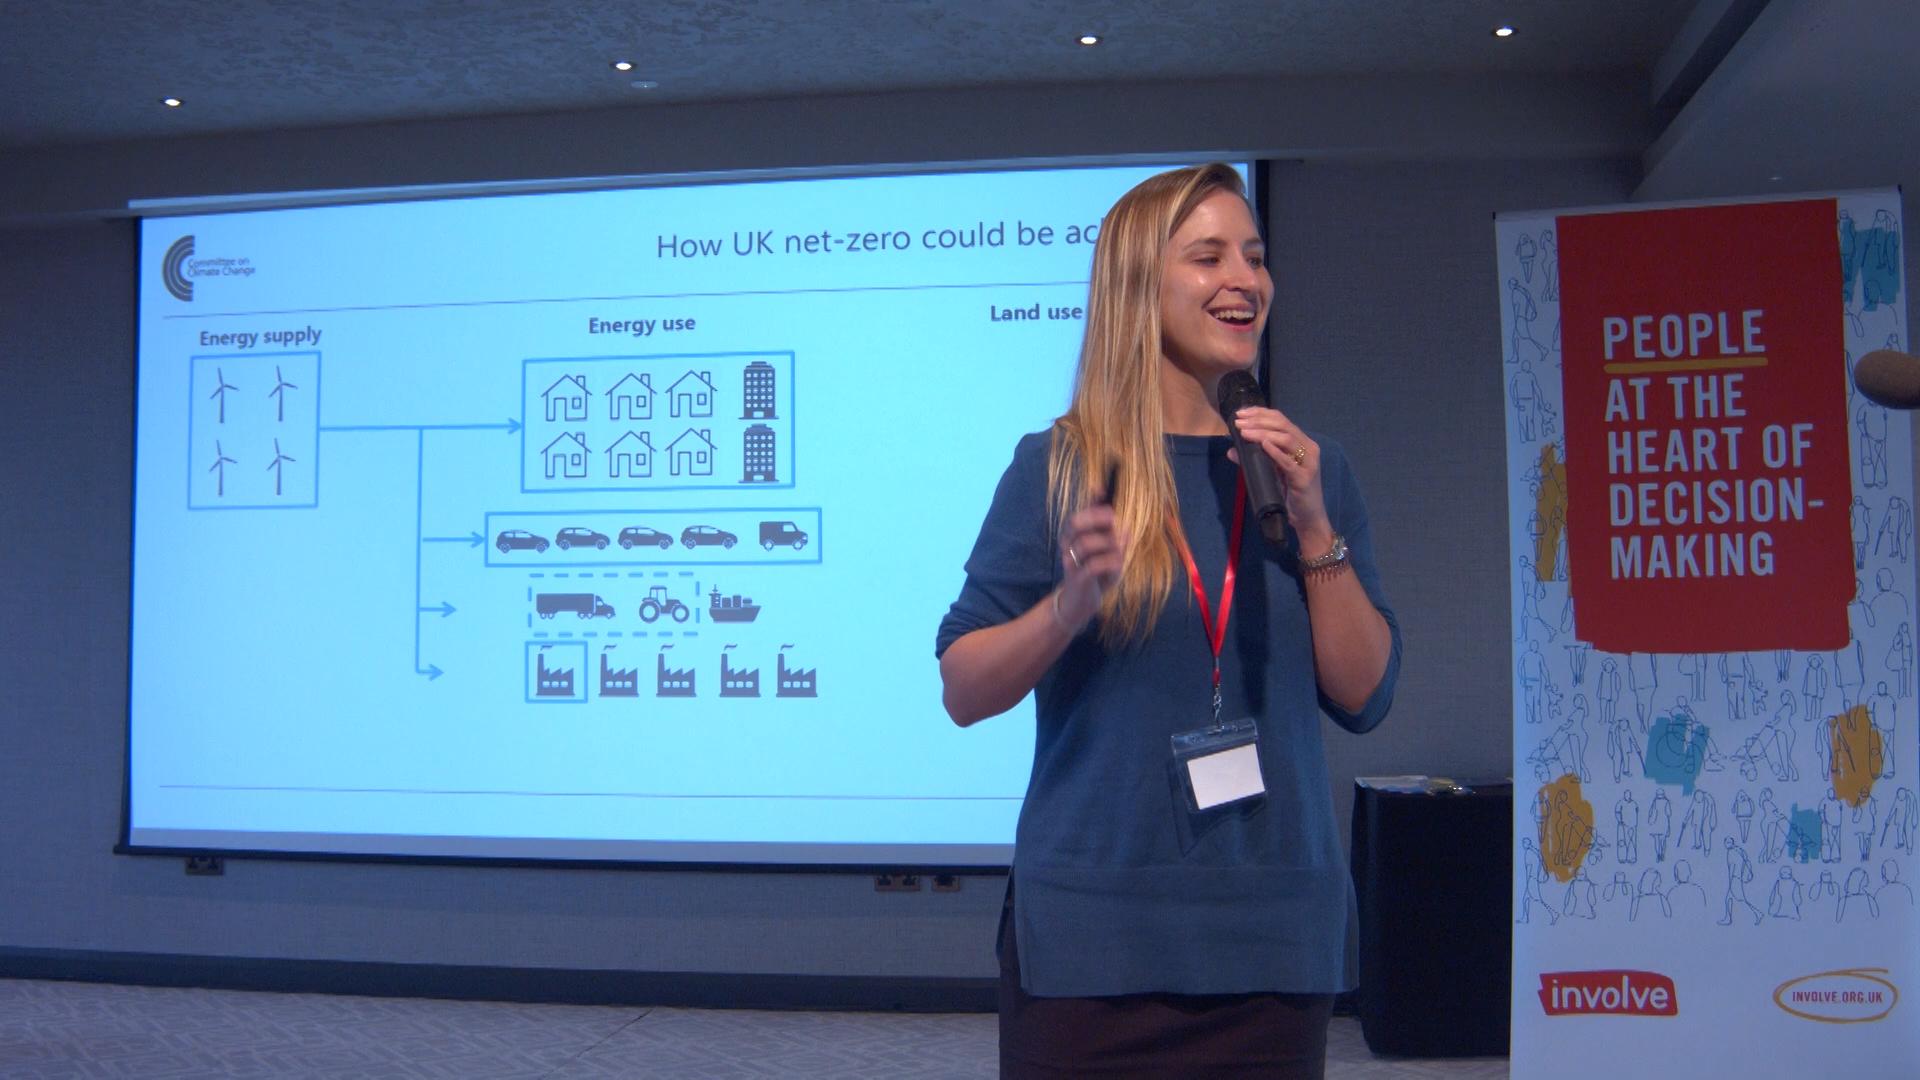 Committee on
Climate Change
How UK net-zero could be
Energy supply
Energy use
Land use
PEOPLE
AT THE
HEART OF
DECISION-
MAKING
involve
INVOLVE.ORG.UK